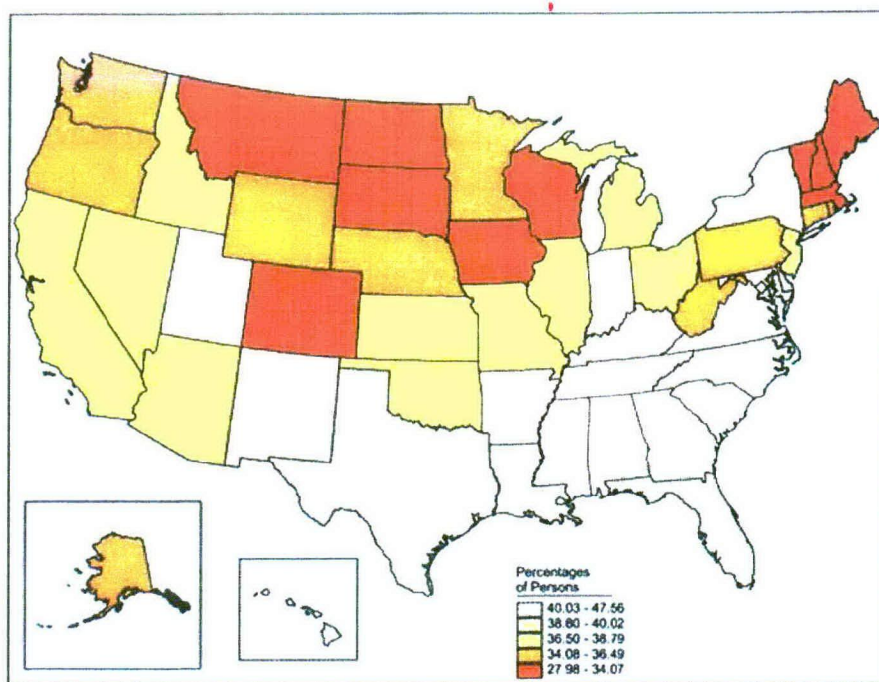 Percentages
of Persons
40.03 - 47.56
38.80 - 40.02
36.50 - 38.79
34.08 - 36.49
27.98 - 34.07